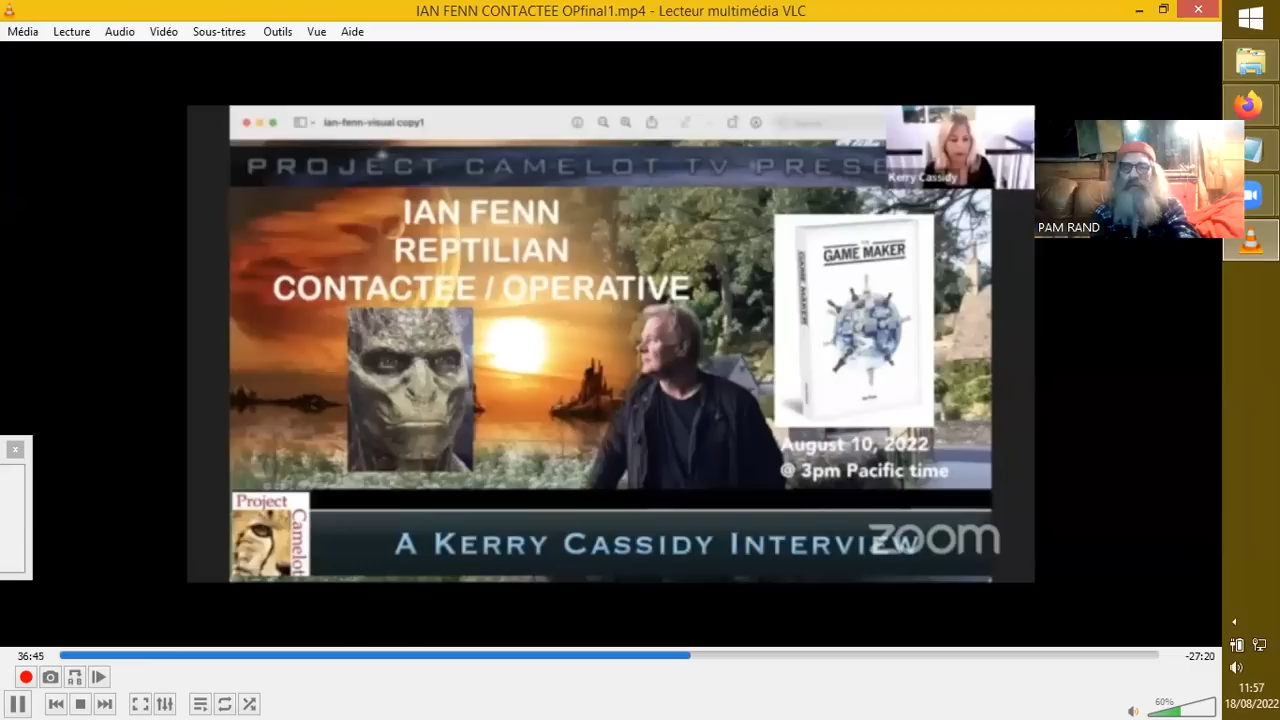 IAN FENN CONTACTEE OPfinal1.mp4 - Lecteur multimédia VLC
Média Lecture Audio Vidéo Sous-titres Outils Vue Aide
ian-fenn-visual copy1
PROJECT CAMELOT TV PRESE
Kerry Cassidy
PAM RAND
IAN FENN
REPTILIAN
CONTACTEE / OPERATIVE
GAME MAKER
GAME MAKER
August 10, 2022
@ 3pm Pacific time
Project
Camelot
A KERRY CASSIDY INTERVIEW
zoom
36:45
-27:20
60%
11:57
18/08/2022